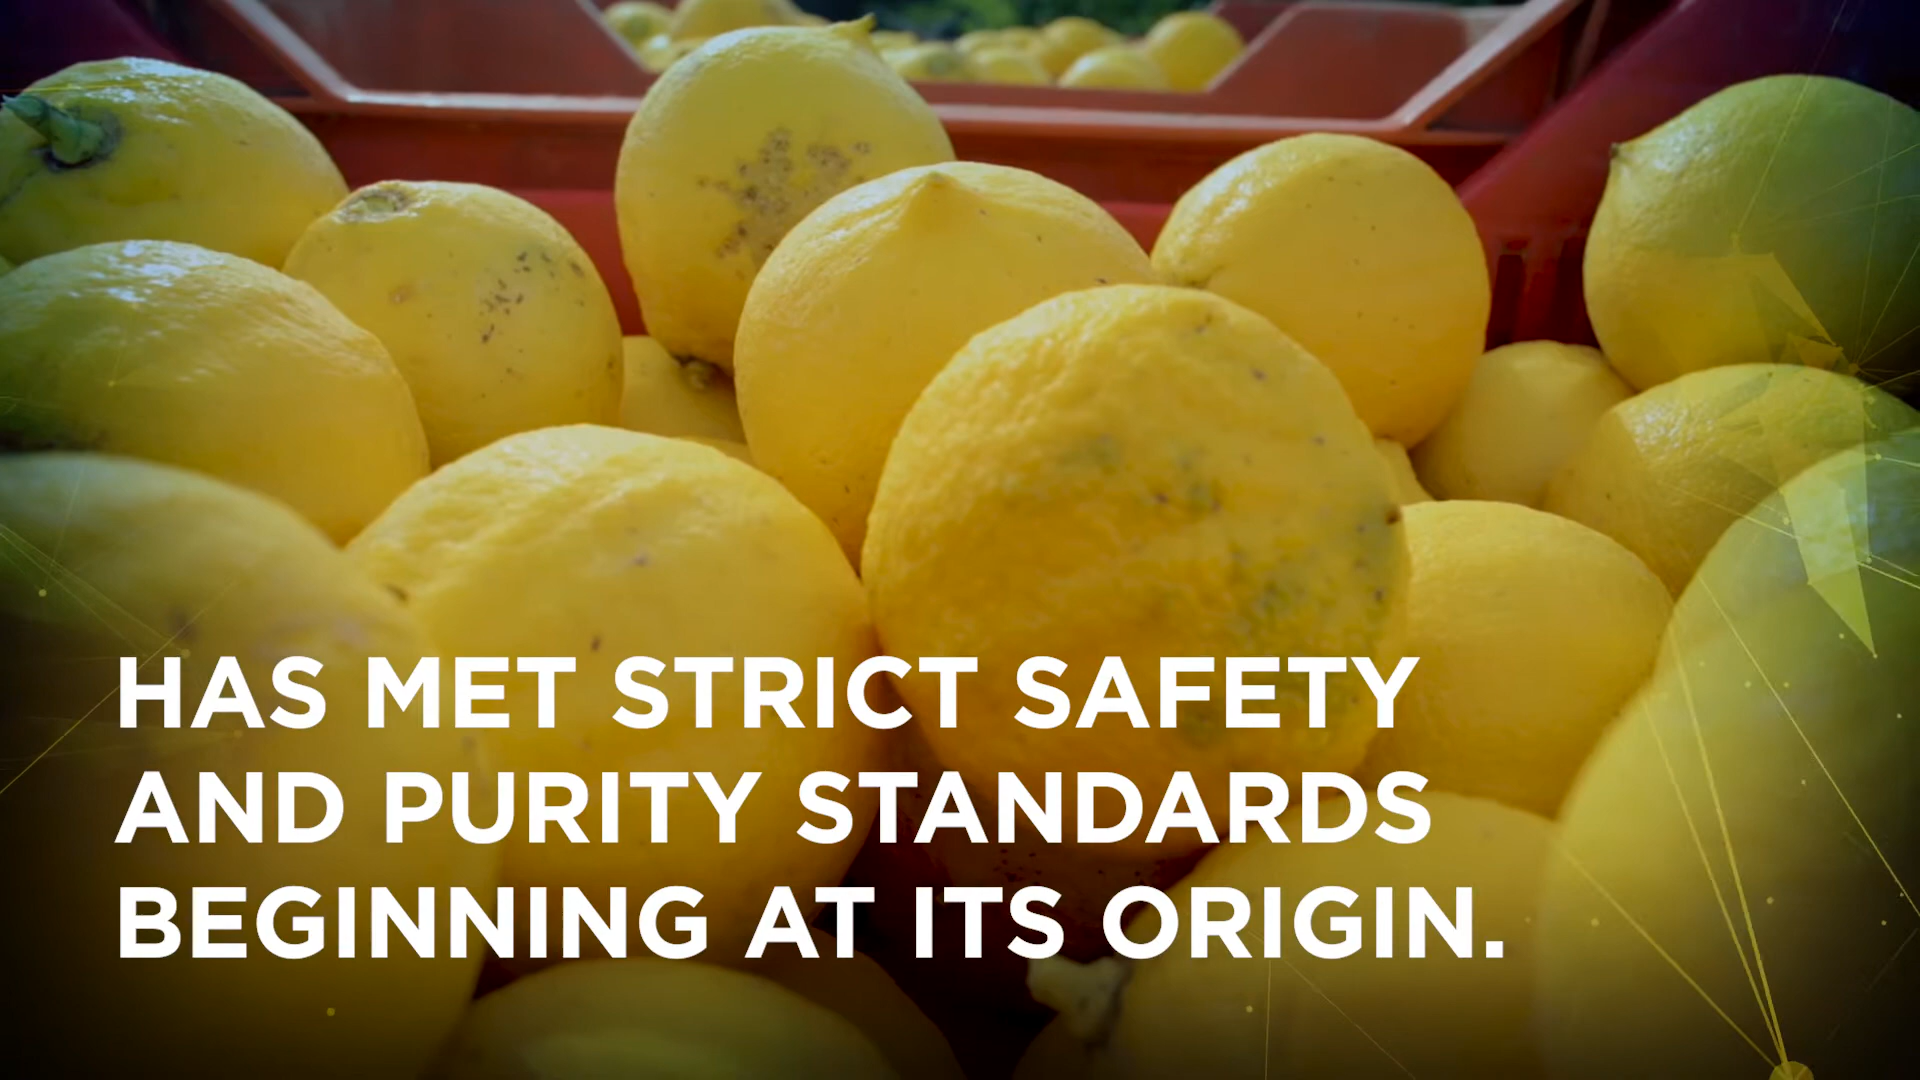 HAS MET STRICT SAFETY
AND PURITY STANDARDS
BEGINNING AT ITS ORIGIN.